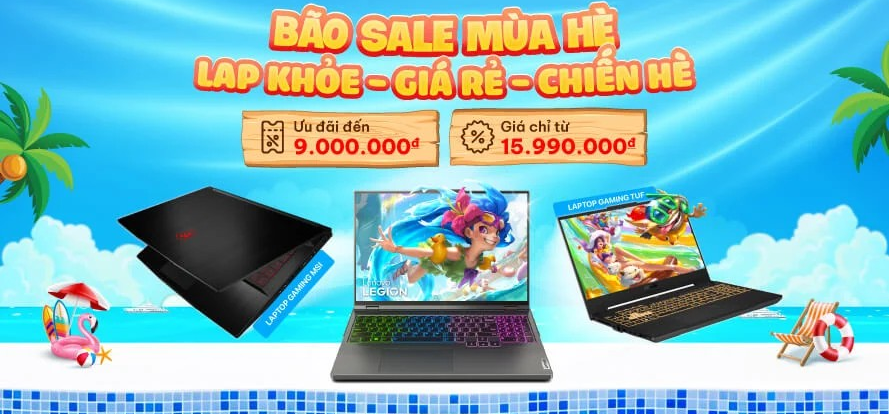 BÃO SALE MÙA HÈ
LAP KHỎE - GIÁ RẺ - CHIẾN HÈ
Ưu đãi đến
9.000.000đ
Giá chỉ từ
15.990.000đ
LAPTOP GAMING MSI
Lenovo
LEGION
LAPTOP GAMING TUF